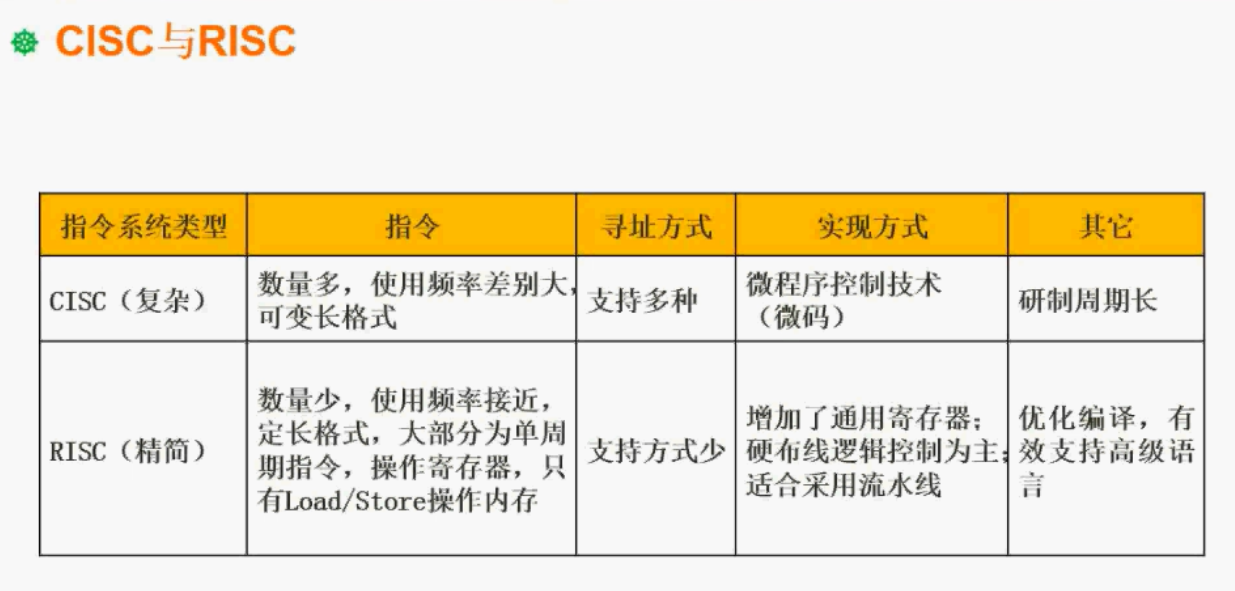 CISC与RISC
指令系统类型 指令 寻址方式 实现方式 其它
CISC（复杂）
数量多，使用频率差别大，
可变长格式
支持多种
微程序控制技术
（微码）
研制周期长
RISC（精简）
数量少，使用频率接近，
定长格式，大部分为单周
期指令，操作寄存器，只
有Load/Store操作内存
支持方式少
增加了通用寄存器；
硬布线逻辑控制为主；
适合采用流水线
优化编译，有
效支持高级语
言